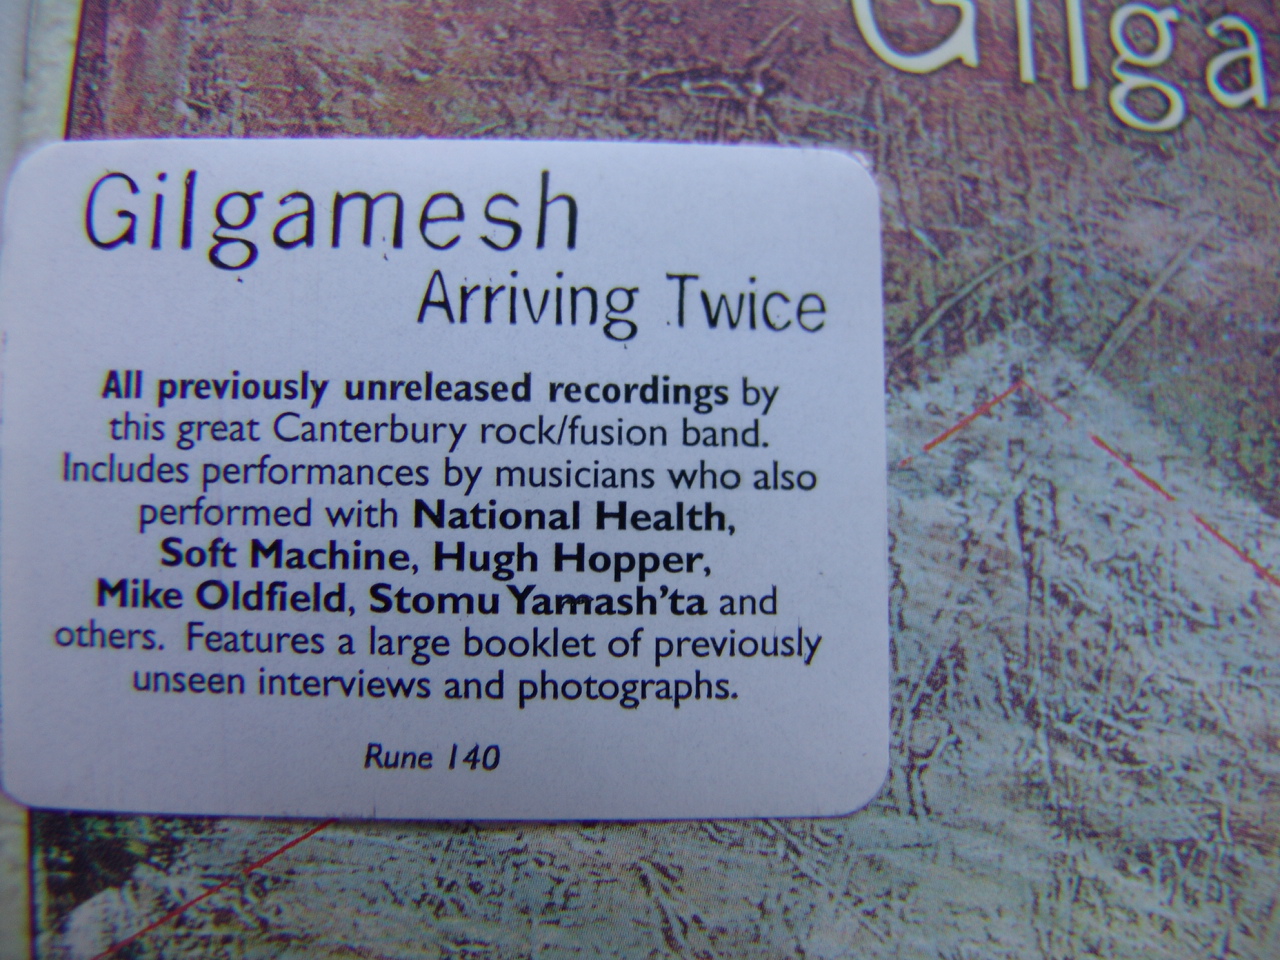 Gilga
Gilgamesh
Arriving Twice
All previously unreleased recordings by
this great Canterbury rock/fusion band.
Includes performances by musicians who also
performed with National Health,
Soft Machine, Hugh Hopper,
Mike Oldfield, Stomu Yamash'ta and
others. Features a large booklet of previously
unseen interviews and photographs.
Rune 140